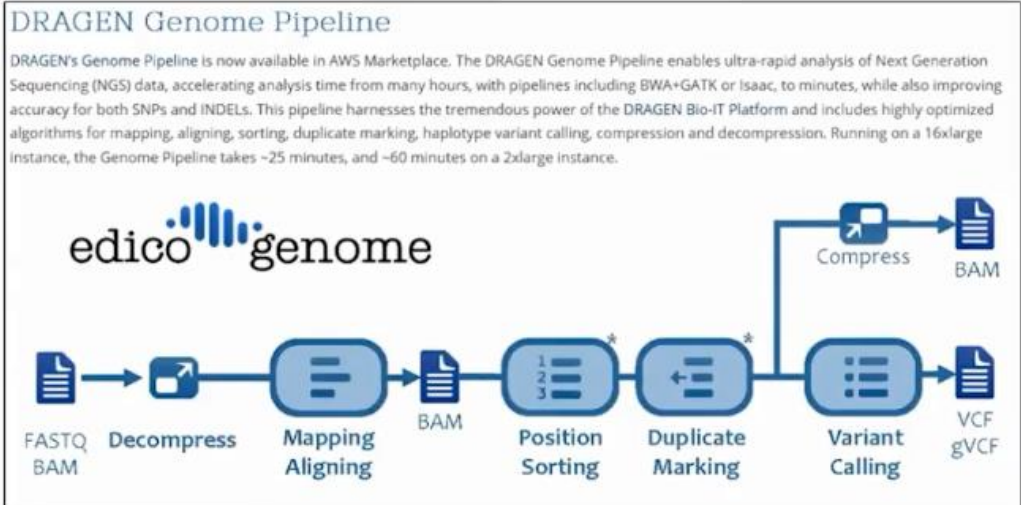 DRAGEN Genome Pipeline
DRAGEN's Genome Pipeline is now available in AWS Marketplace. The DRAGEN Genome Pipeline enables ultra-rapid analysis of Next Generation
Sequencing (NGS) data, accelerating analysis time from many hours, with pipelines including BWA+GATK or Isaac, to minutes, while also improving
accuracy for both SNPs and INDELs. This pipeline harnesses the tremendous power of the DRAGEN Bio-IT Platform and includes highly optimized
algorithms for mapping, aligning, sorting, duplicate marking, haplotype variant calling, compression and decompression. Running on a 16xlarge
instance, the Genome Pipeline takes ~25 minutes, and ~60 minutes on a 2xlarge instance.
edico genome
Compress
BAM
* *
1
2
3
FASTQ
BAM
Decompress
Mapping
Aligning
BAM
Position
Sorting
Duplicate
Marking
Variant
Calling
VCF
gVCF